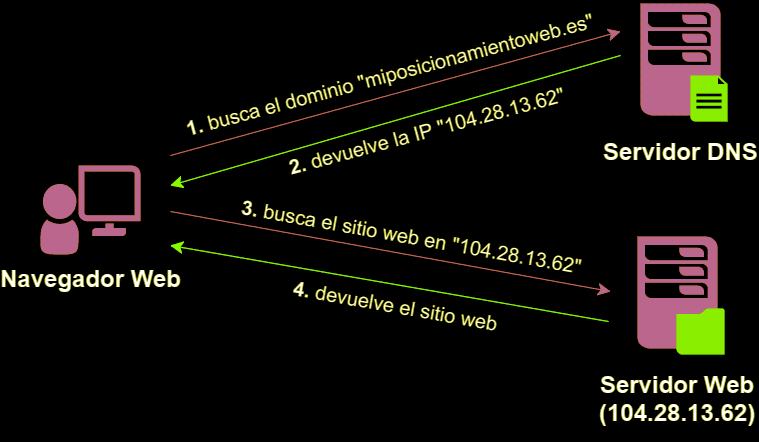 1. busca el dominio "miposicionamientoweb.es"
2. devuelve la IP "104.28.13.62"
Servidor DNS
3. busca el sitio web en "104.28.13.62"
Navegador Web
4. devuelve el sitio web
Servidor Web
(104.28.13.62)